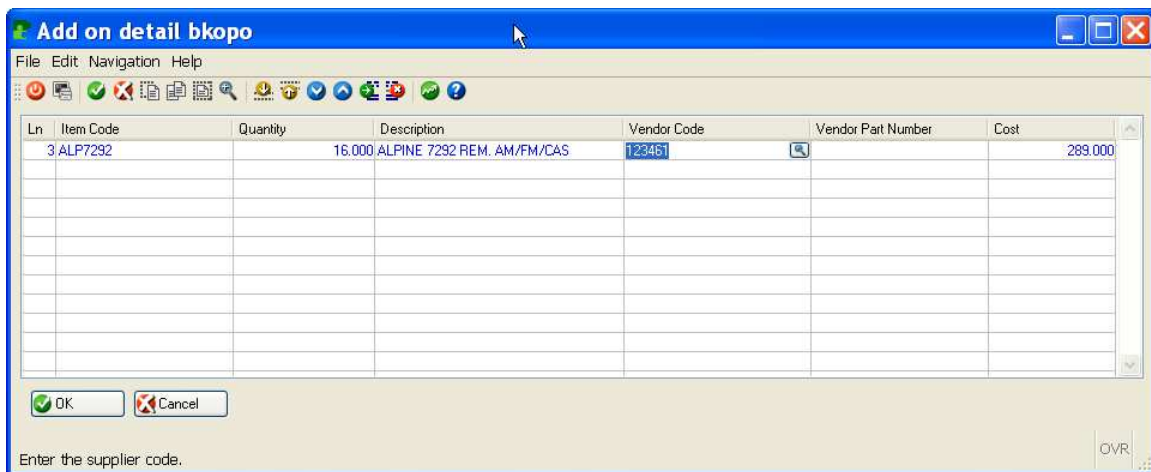 Add on detail bkopo
File Edit Navigation Help
Ln Item Code Quantity Description Vendor Code Vendor Part Number Cost
3 ALP7292 16.000 ALPINE 7292 REM. AM/FM/CAS 123461 289.000
OK Cancel
Enter the supplier code. OVR